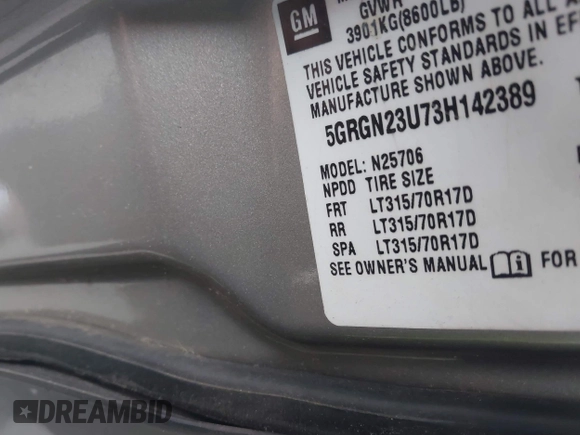 GM
GVWR
3901KG(8600LB)
THIS VEHICLE CONFORMS TO ALL
VEHICLE SAFETY STANDARDS IN EF
MANUFACTURE SHOWN ABOVE.
5GRGN23U73H142389
MODEL: N25706
NPDD TIRE SIZE
FRT LT315/70R17D
RR LT315/70R17D
SPA LT315/70R17D
SEE OWNER'S MANUAL FOR
DREAMBID